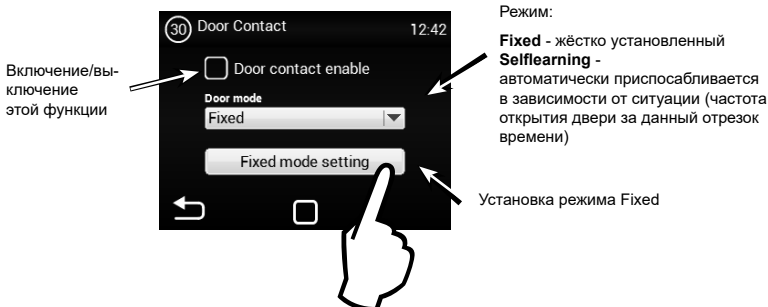 30 Door Contact 12:42
Door contact enable
Door mode
Fixed
Fixed mode setting
Включение/вы-
ключение
этой функции
Режим:
Fixed - жёстко установленный
Selflearning -
автоматически приспосабливается
в зависимости от ситуации (частота
открытия двери за данный отрезок
времени)
Установка режима Fixed